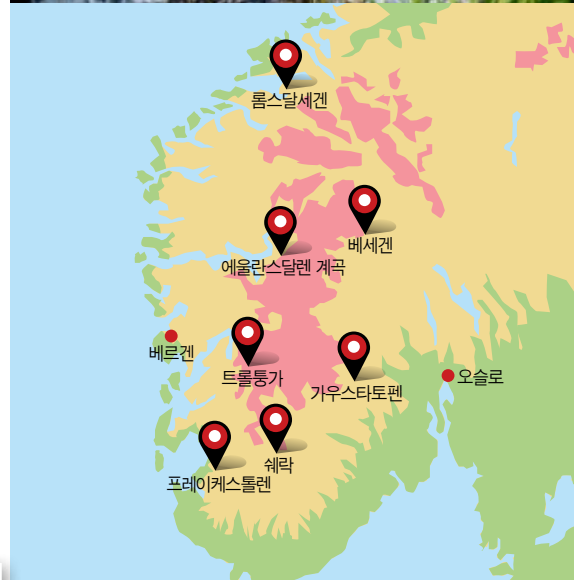 롬스달세겐
베세겐
에울란스달렌 계곡
베르겐
트롤퉁가
가우스타토펜
오슬로
쉐락
프레이케스톨렌